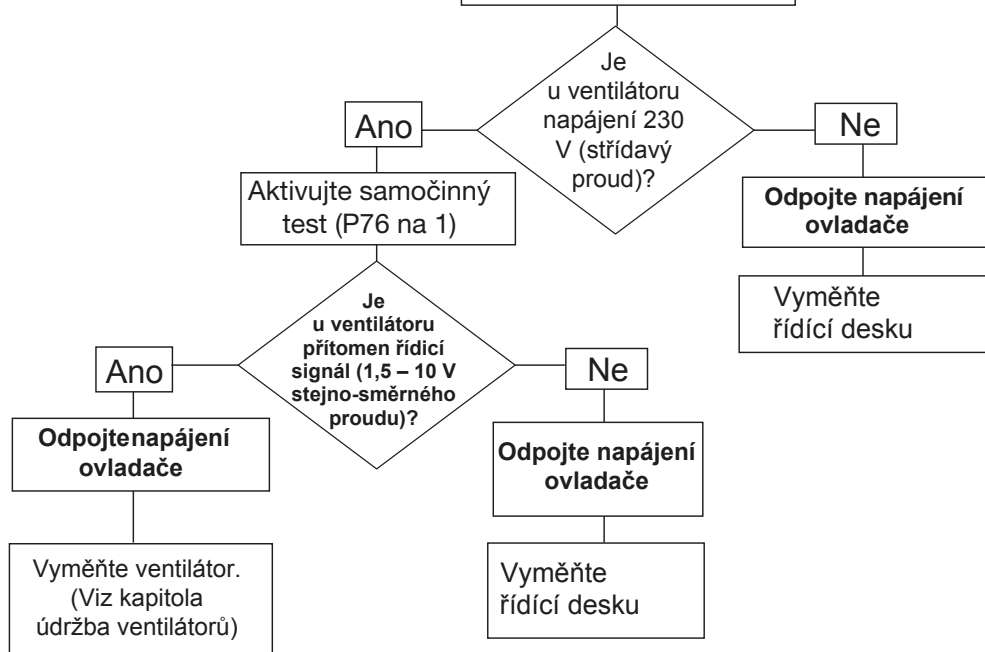 Je
u ventilátoru
napájení 230
V (střídavý
proud)?
Ano
Ne
Aktivujte samočinný
test (P76 na 1)
Odpojte napájení
ovladače
Vyměňte
řídící desku
Je
u ventilátoru
přítomen řídicí
signál (1,5 – 10 V
stejno-směrného
proudu)?
Ano
Ne
Odpojtenapájení
ovladače
Odpojte napájení
ovladače
Vyměňte ventilátor.
(Viz kapitola
údržba ventilátorů)
Vyměňte
řídící desku